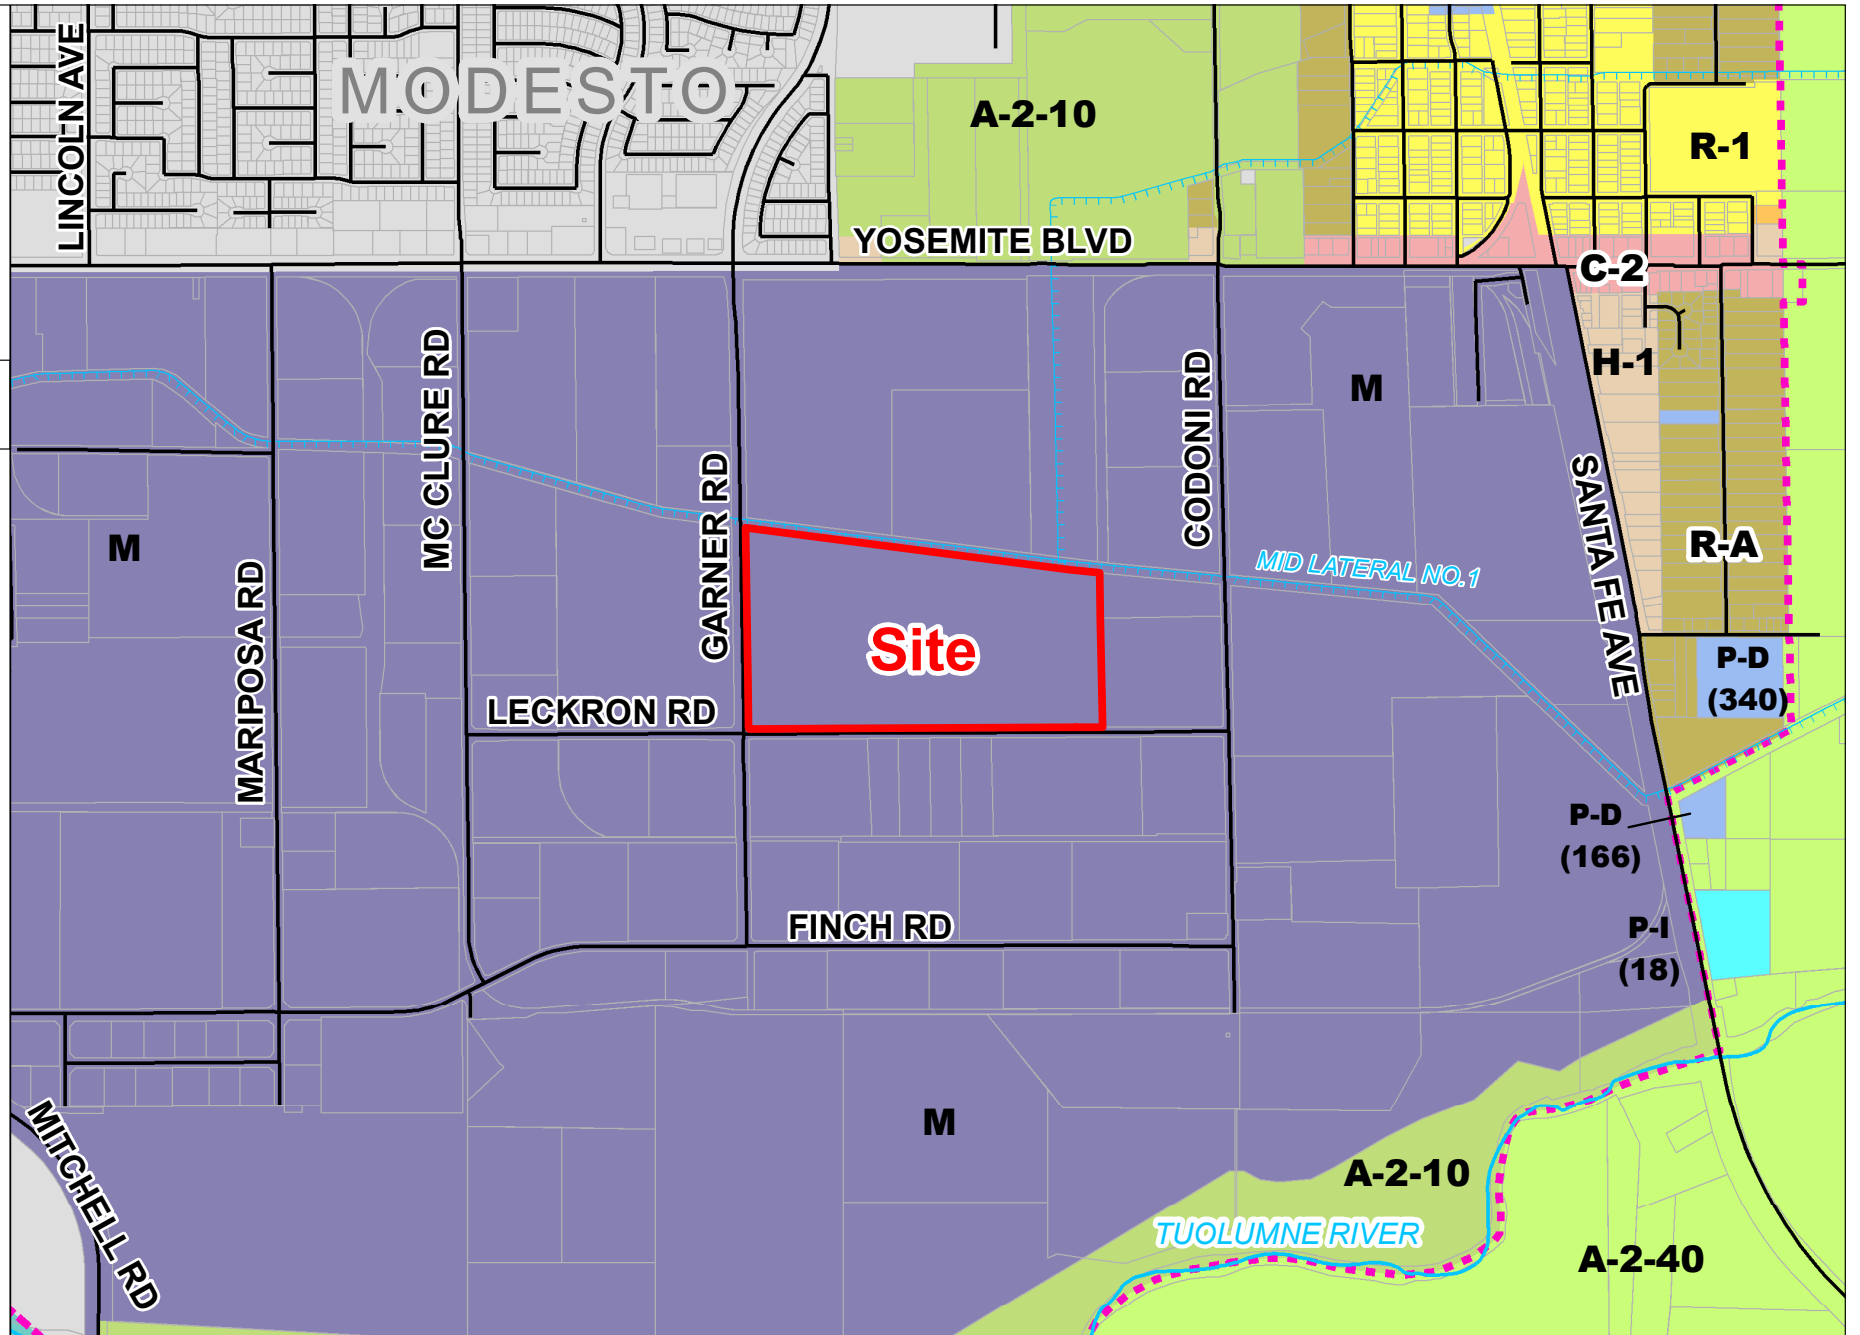 LINCOLN AVE
MODESTO
A-2-10
R-1
YOSEMITE BLVD
C-2
MC CLURE RD
CODONI RD
H-1
M
GARNER RD
SANTA FE AVE
M
MARIPOSA RD
R-A
MID LATERAL NO.1
Site
P-D
(340)
LECKRON RD
P-D
(166)
FINCH RD
P-I
(18)
M
MITCHELL RD
A-2-10
TUOLUMNE RIVER
A-2-40